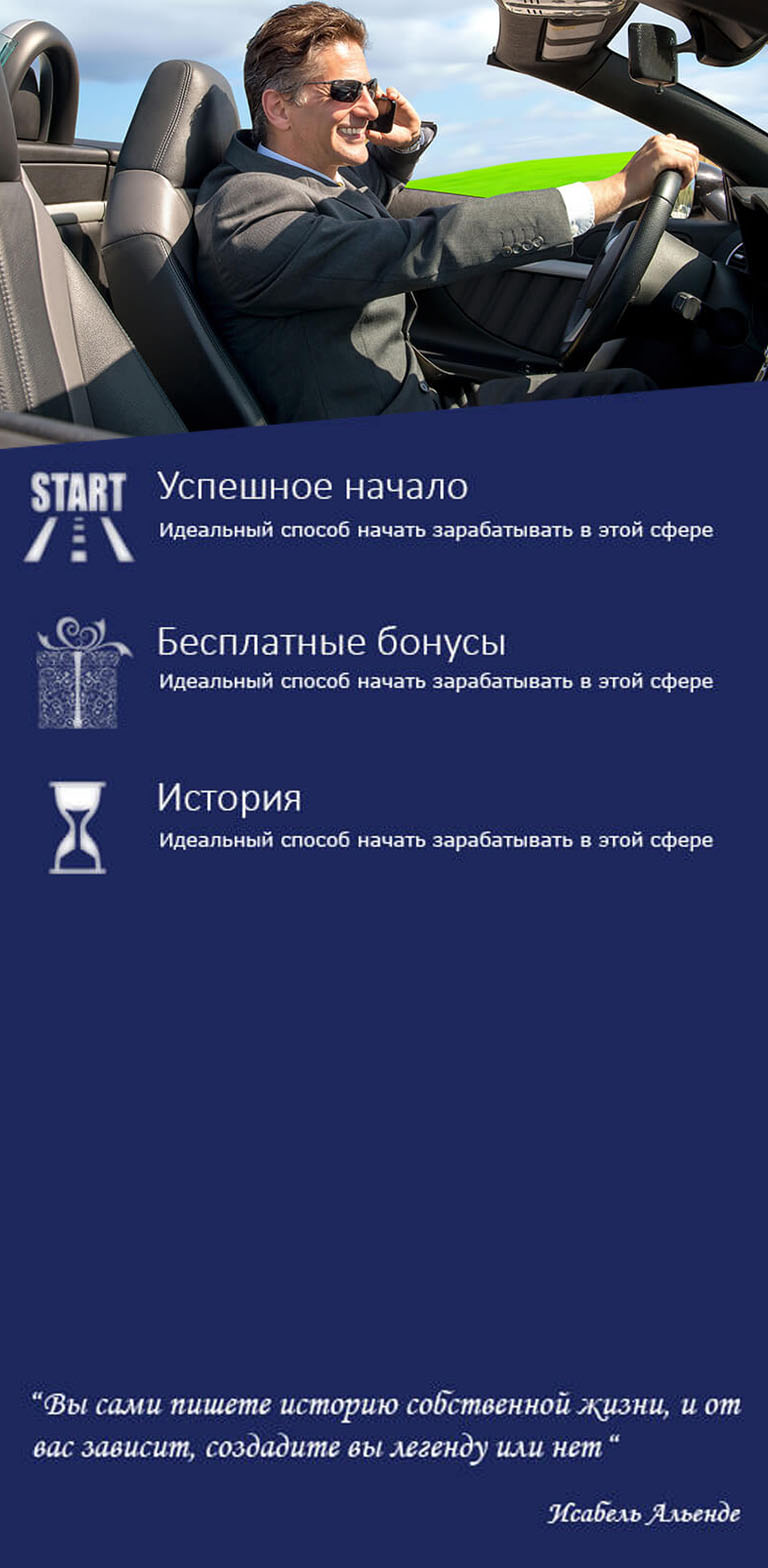 START
Успешное начало
Идеальный способ начать зарабатывать в этой сфере
Бесплатные бонусы
Идеальный способ начать зарабатывать в этой сфере
История
Идеальный способ начать зарабатывать в этой сфере
“Вы сами пишете историю собственной жизни, и от
вас зависит, создадите вы легенду или нет “
Исабель Альенде